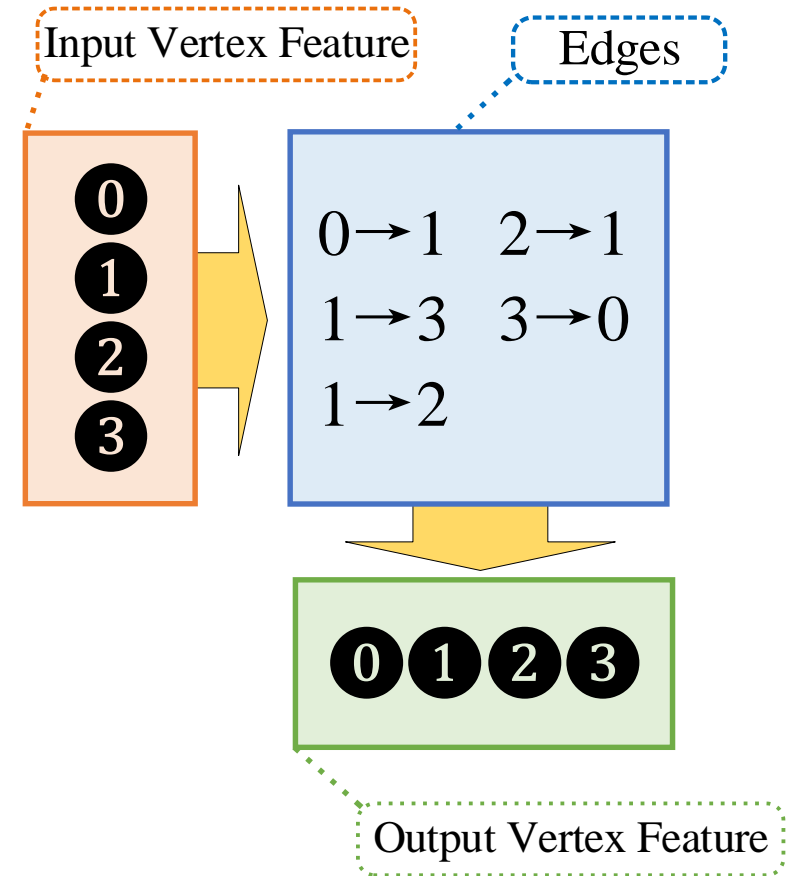 Input Vertex Feature
Edges
0
1
2
3
0→1 2→1
1→3 3→0
1→2
0 1 2 3
Output Vertex Feature